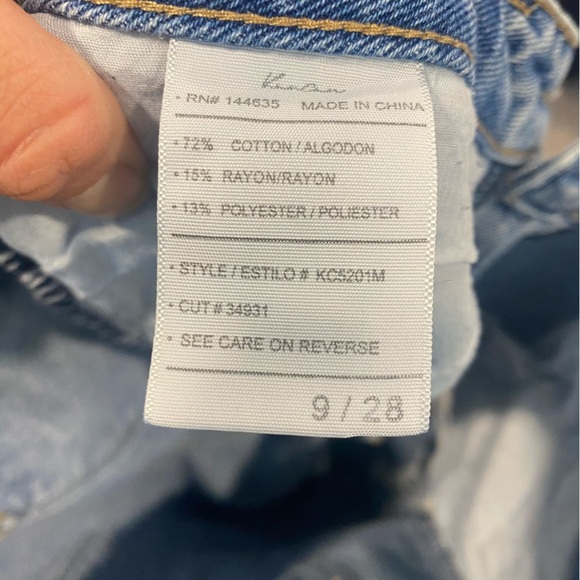 KanCan
• RN# 144635 MADE IN CHINA
• 72% COTTON / ALGODON
• 15% RAYON/RAYON
• 13% POLYESTER / POLIESTER
• STYLE / ESTILO # KC5201M
• CUT # 34931
• SEE CARE ON REVERSE
9 / 28